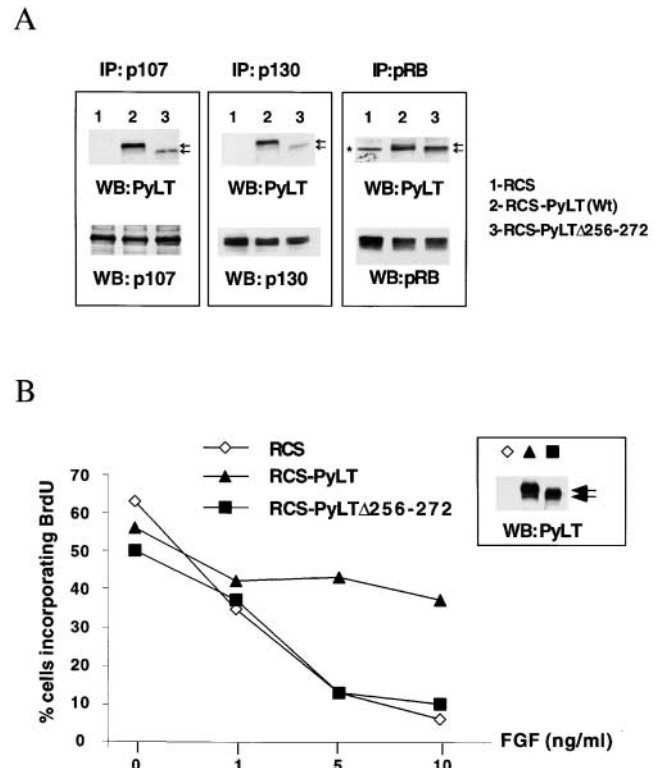 A
IP: p107 IP: p130 IP:pRB
1 2 3 1 2 3 1 2 3
*
WB:PyLT WB:PyLT WB:PyLT
1-RCS
2-RCS-PyLT(Wt)
3-RCS-PyLTΔ256-272
WB:p107 WB:p130 WB:pRB
B
RCS
RCS-PyLT
RCS-PyLTΔ256-272
WB:PyLT
% cells incorporating BrdU
70
60
50
40
30
20
10
0
0 1 5 10
FGF (ng/ml)